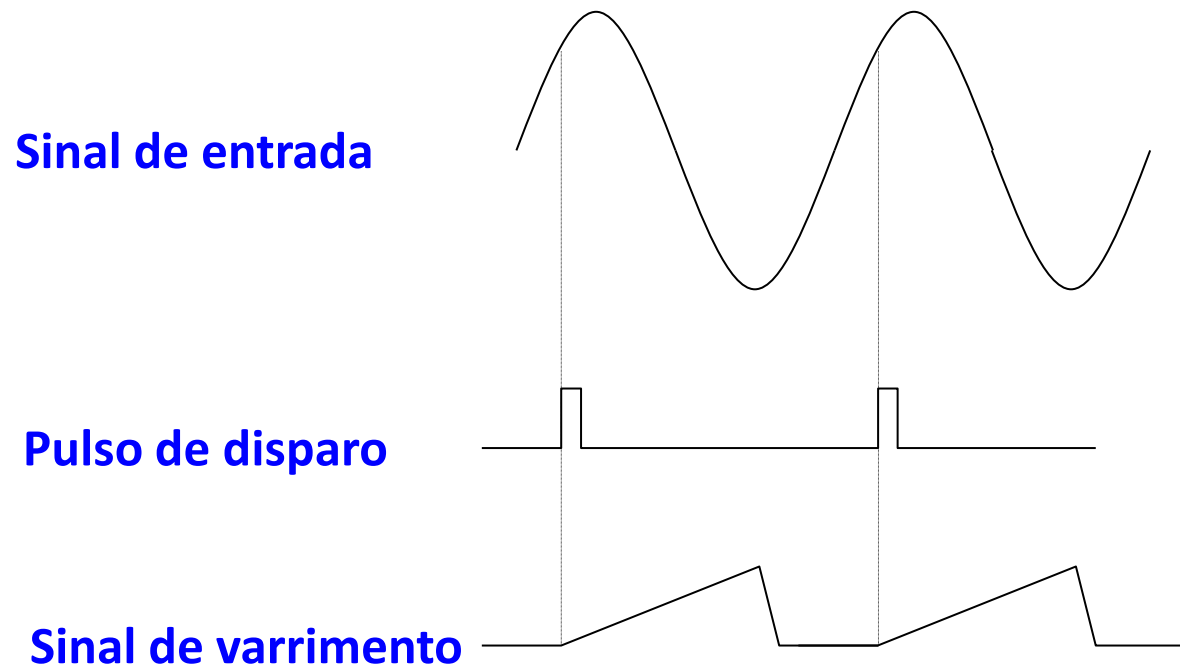 Sinal de entrada
Pulso de disparo
Sinal de varrimento